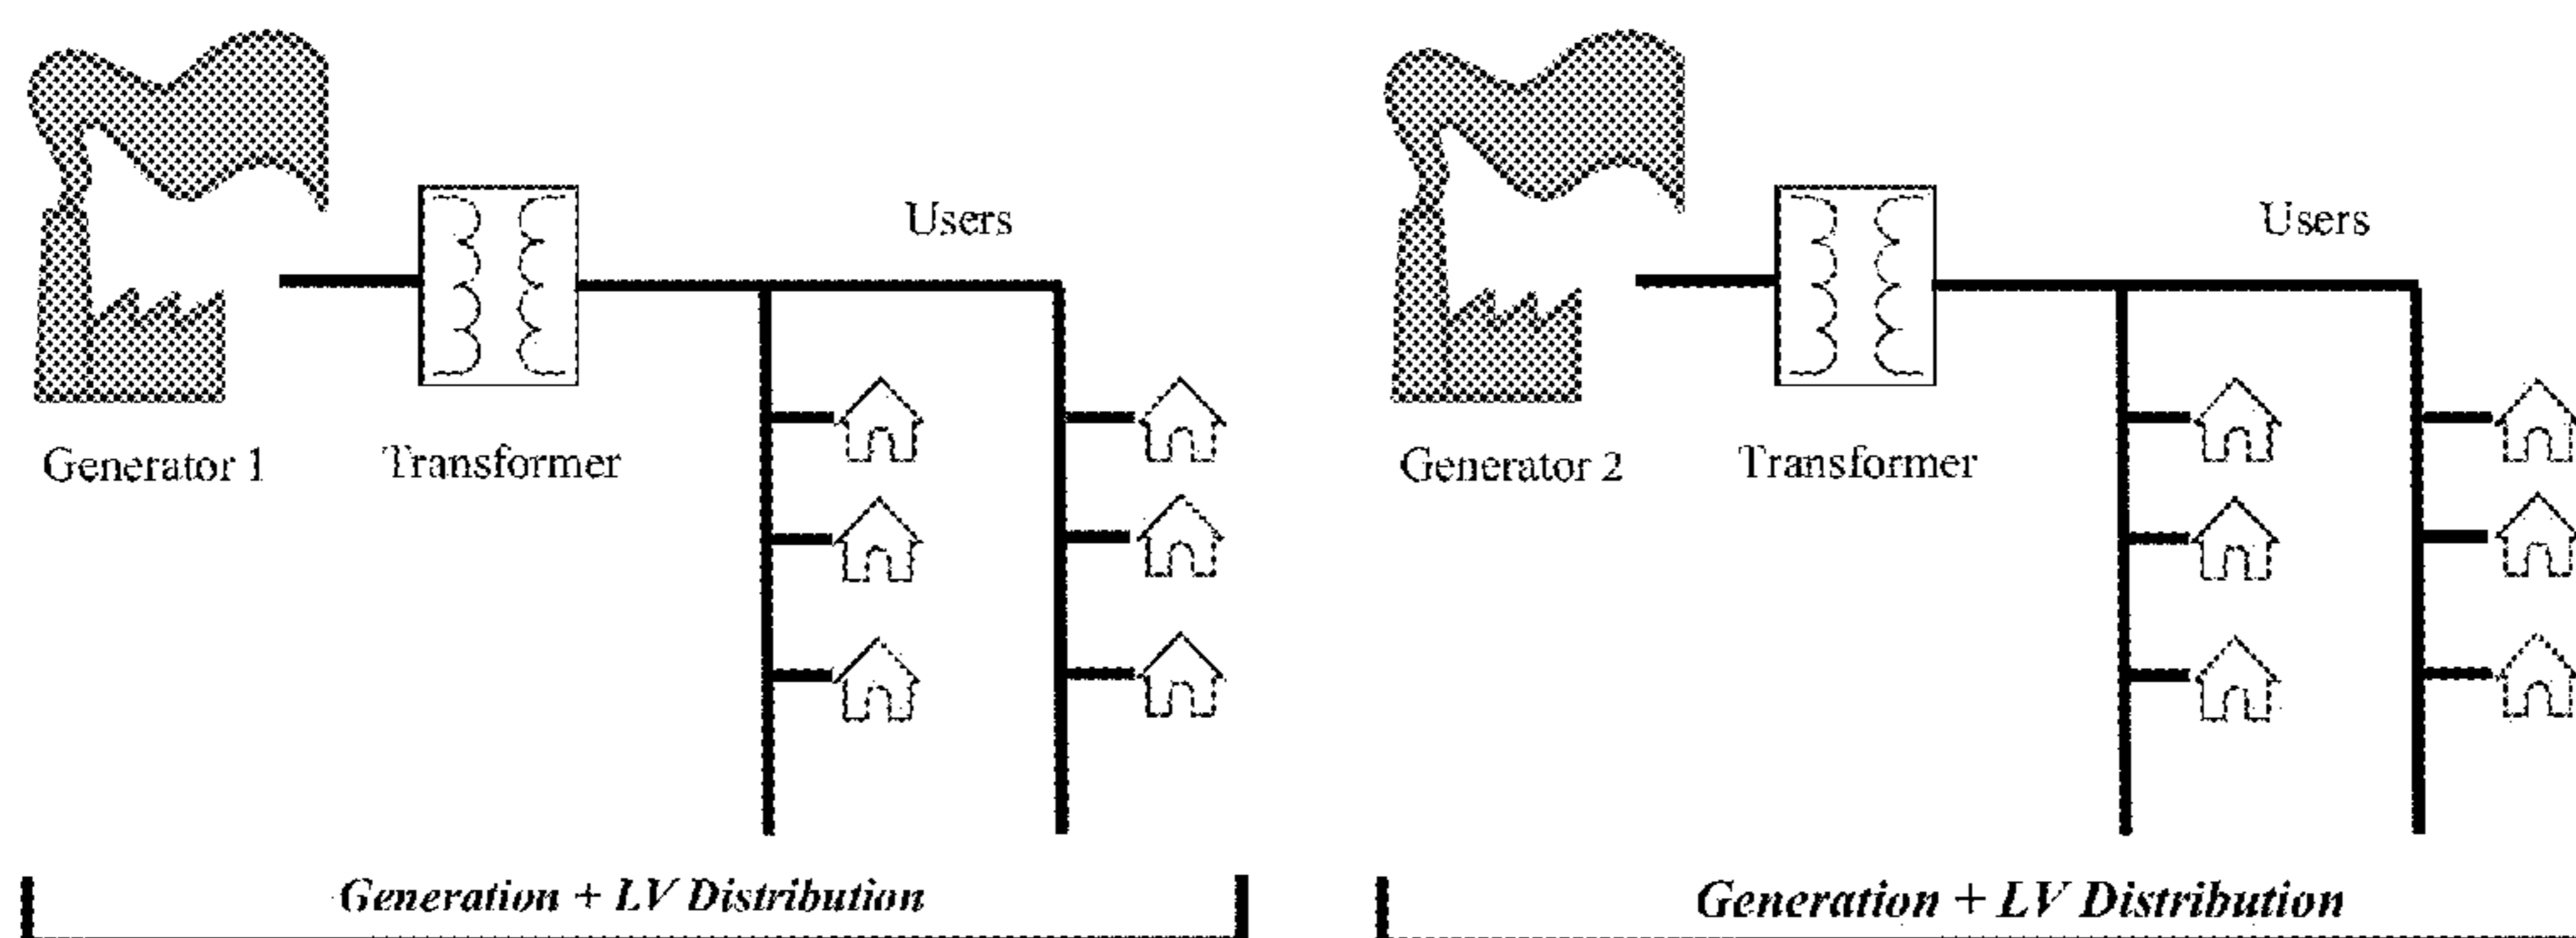 Users
Users
Generator 1
Transformer
Generator 2
Transformer
Generation + LV Distribution
Generation + LV Distribution